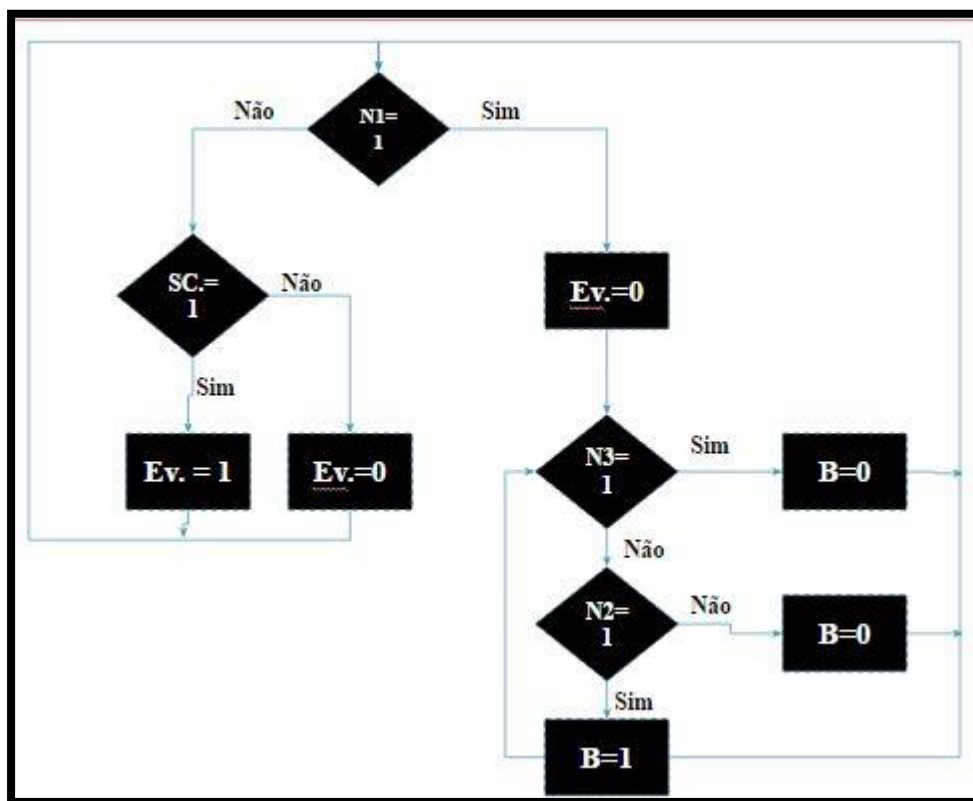 Não
N1=
1
Sim
SC.=
1
Não
Ev.=0
Sim
Ev. = 1
Ev.=0
N3=
1
Sim
B=0
Não
N2=
1
Não
B=0
Sim
B=1